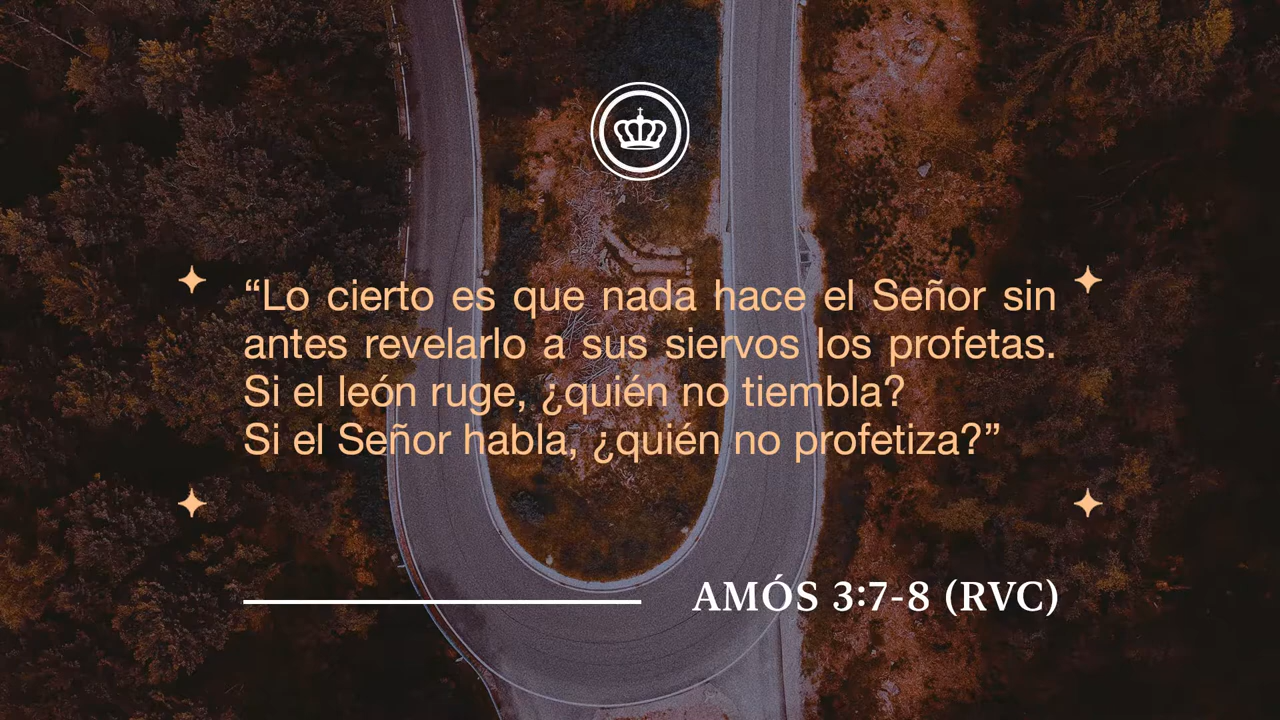 “Lo cierto es que nada hace el Señor sin
antes revelarlo a sus siervos los profetas.
Si el león ruge, ¿quién no tiembla?
Si el Señor habla, ¿quién no profetiza?”
AMÓS 3:7-8 (RVC)